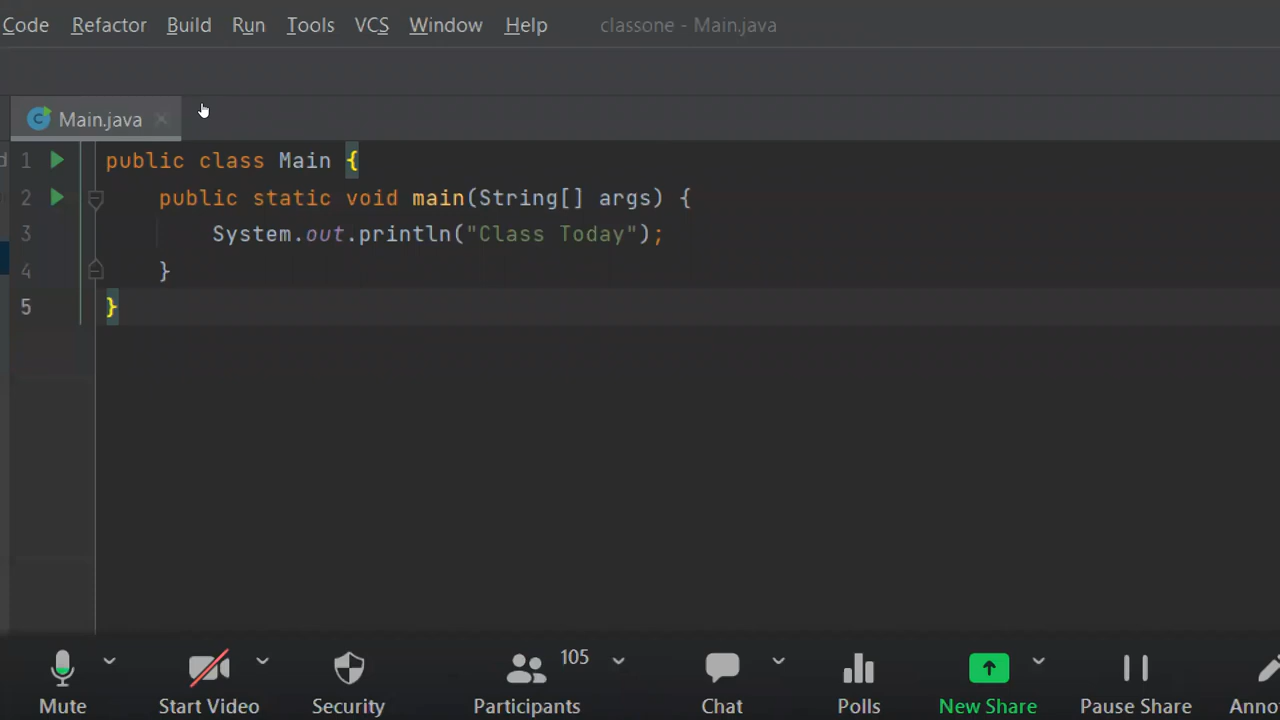 Code Refactor Build Run Tools VCS Window Help classone - Main.java
Main.java
1 public class Main {
2 public static void main(String[] args) {
3 System.out.println("Class Today");
4 }
5 }
105
Mute Start Video Security Participants Chat Polls New Share Pause Share Anno